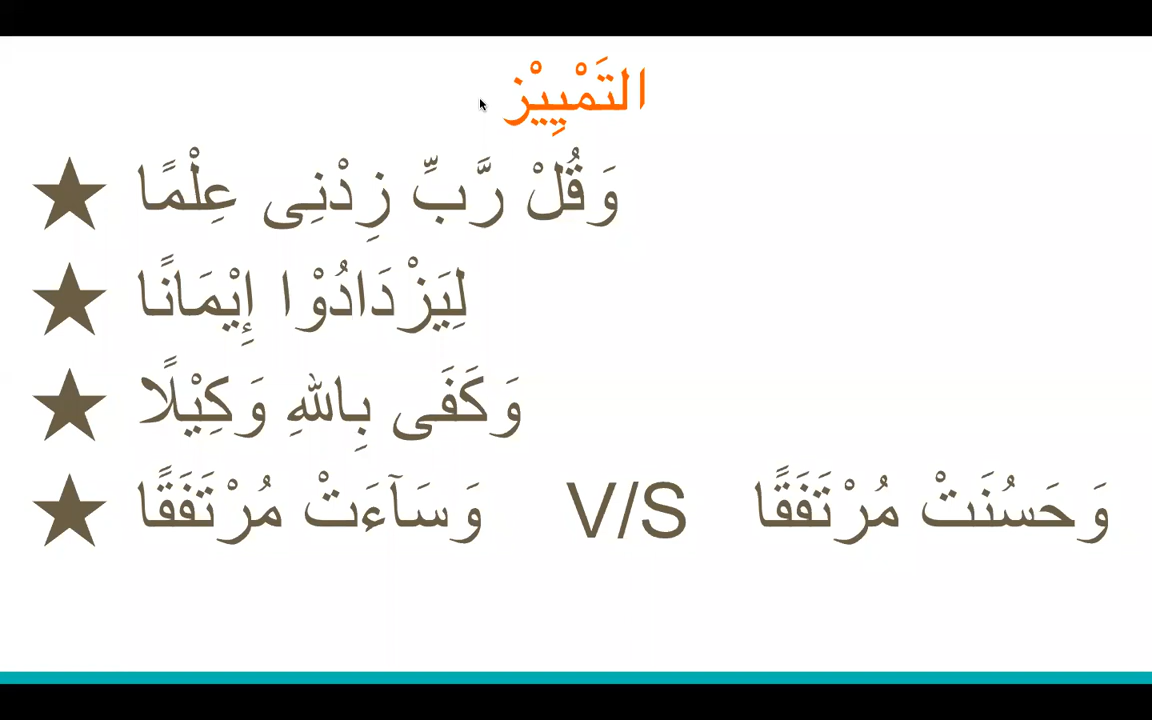 التَمْيِيْز
وَقُلْ رَّبِّ زِدْنِى عِلْمًا
لِيَزْدَادُوْا إِيْمَانًا
وَكَفَى بِاللهِ وَكِيْلًا
وَسَآءَتْ مُرْتَفَقًا V/S وَحَسُنَتْ مُرْتَفَقًا